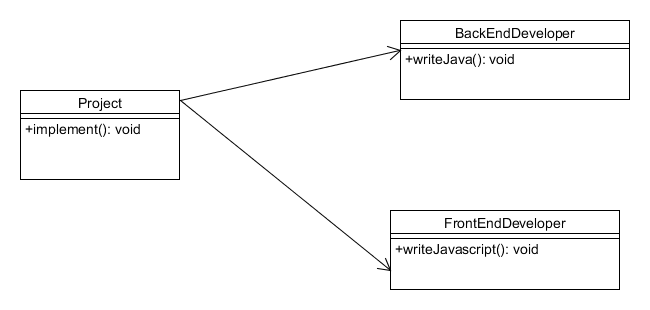 BackEndDeveloper
+writeJava(): void
Project
+implement(): void
FrontEndDeveloper
+writeJavascript(): void